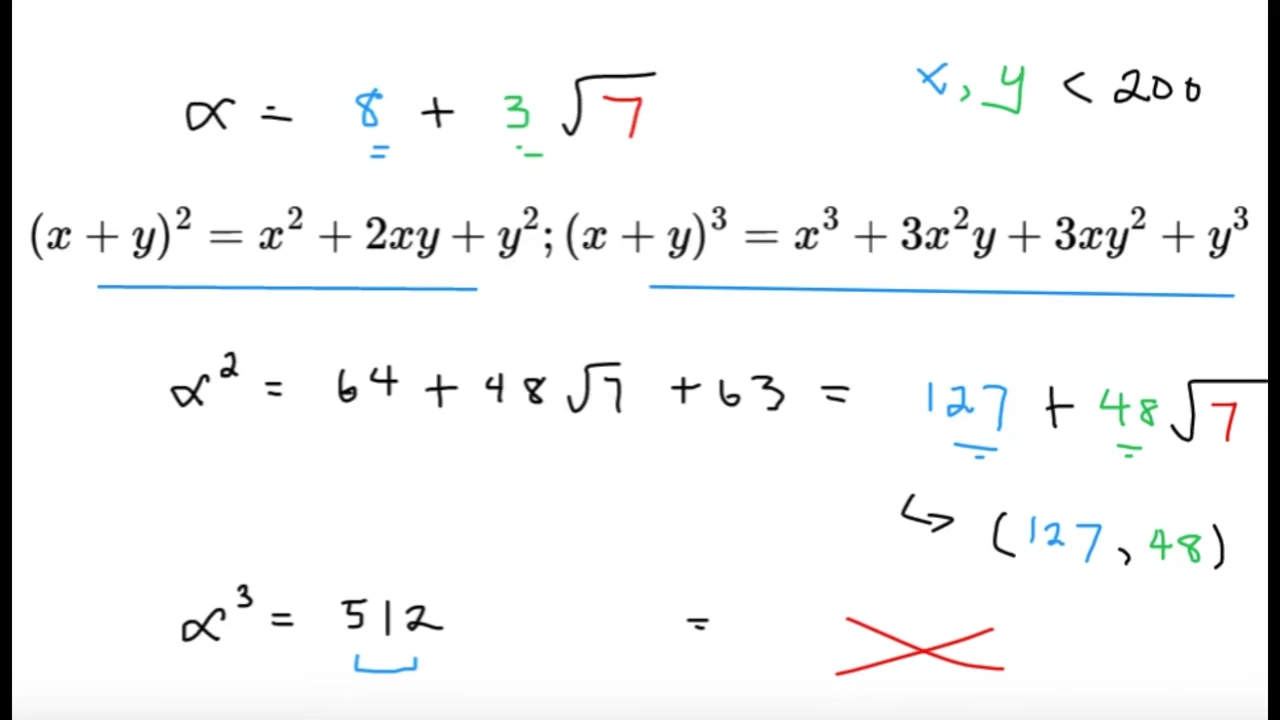 α = 8 + 3√7
x, y < 200
(x + y)² = x² + 2xy + y²; (x + y)³ = x³ + 3x²y + 3xy² + y³
α² = 64 + 48√7 + 63 = 127 + 48√7
↪ (127, 48)
α³ = 512 =